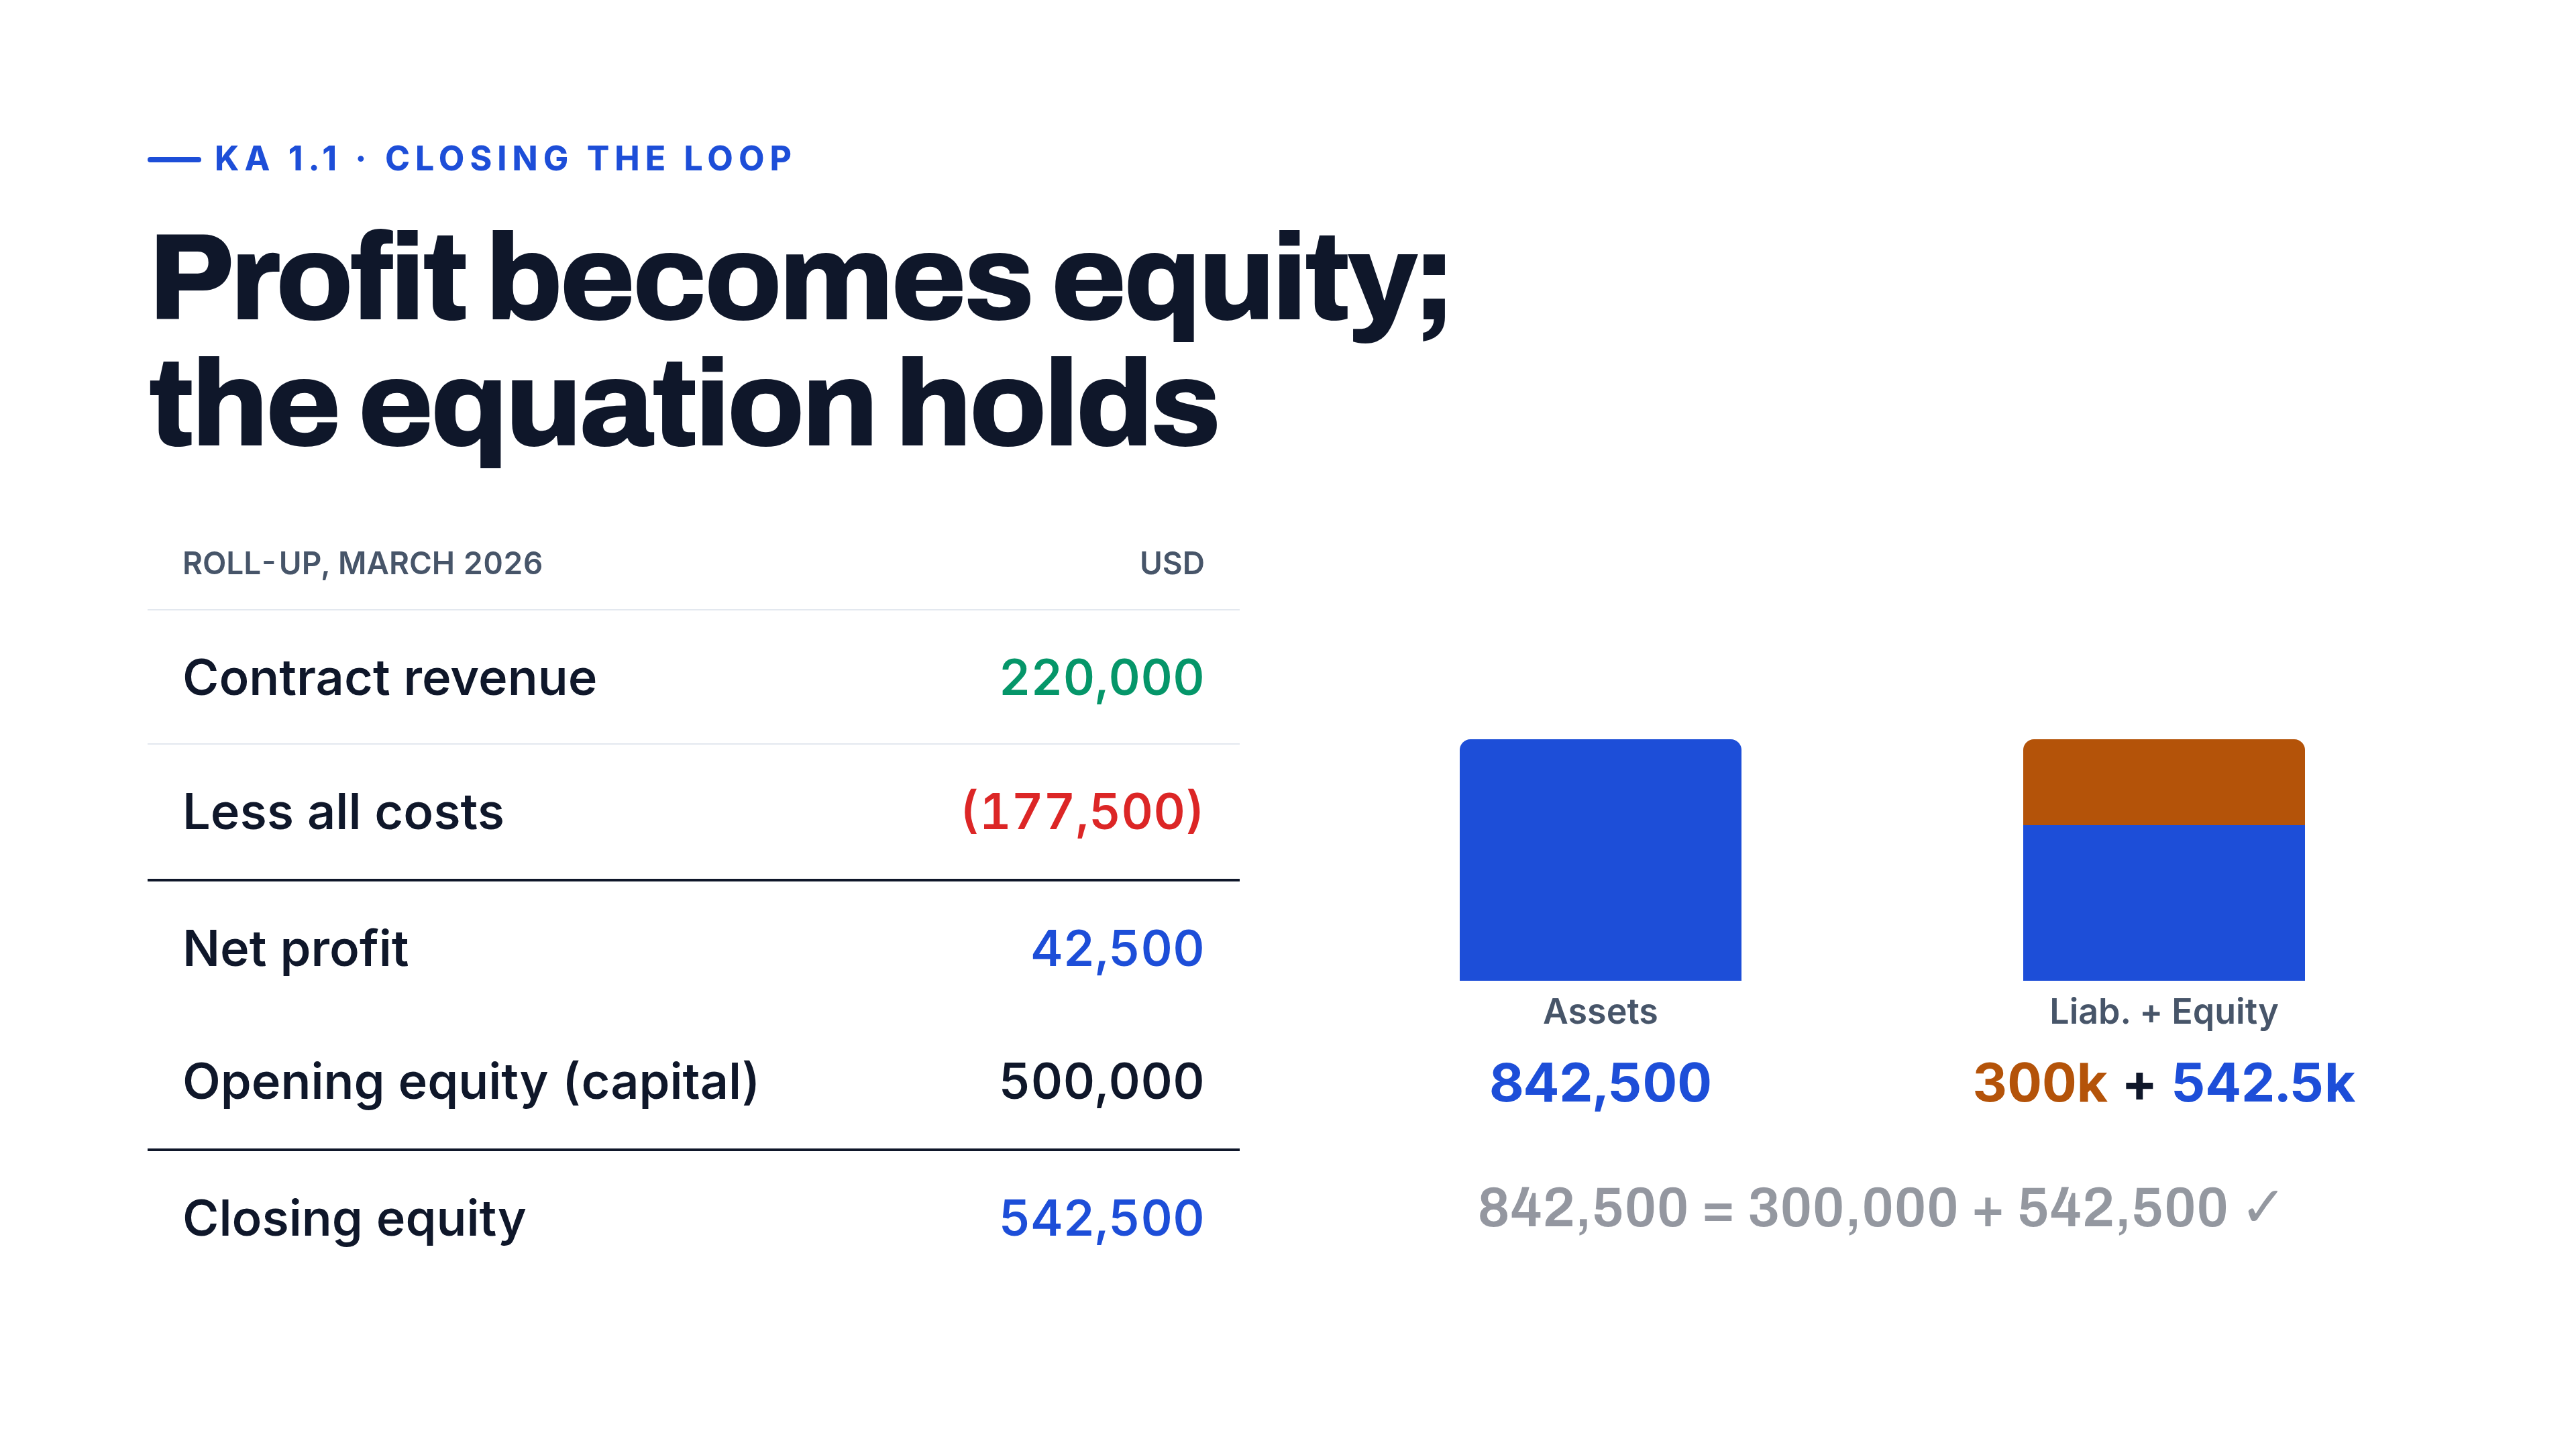 KA 1.1 · CLOSING THE LOOP
Profit becomes equity;
the equation holds
ROLL-UP, MARCH 2026 USD
Contract revenue 220,000
Less all costs (177,500)
Net profit 42,500
Opening equity (capital) 500,000
Closing equity 542,500
Assets
842,500
Liab. + Equity
300k + 542.5k
842,500 = 300,000 + 542,500 ✓